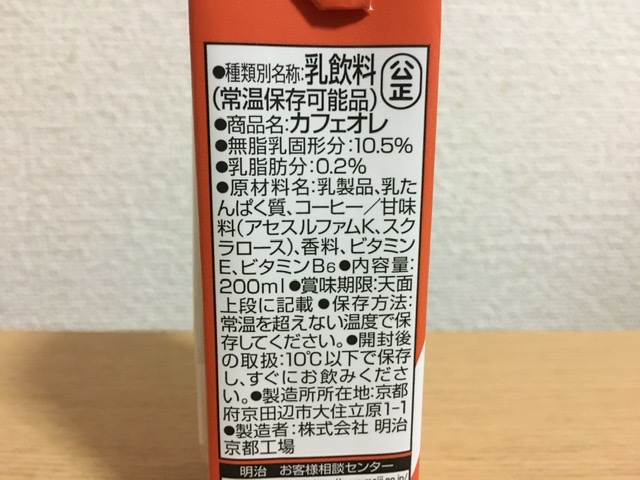 ●種類別名称:乳飲料
公正
(常温保存可能品)
●商品名:カフェオレ
●無脂乳固形分:10.5%
●乳脂肪分:0.2%
●原材料名:乳製品、乳た
んぱく質、コーヒー/甘味
料(アセスルファムK、スク
ラロース)、香料、ビタミン
E、ビタミンB₆●内容量:
200ml●賞味期限:天面
上段に記載●保存方法:
常温を超えない温度で保
存してください。●開封後
の取扱:10℃以下で保存
し、すぐにお飲みくださ
い。●製造所所在地:京都
府京田辺市大住立原1-1
●製造者:株式会社 明治
京都工場
明治 お客様相談センター